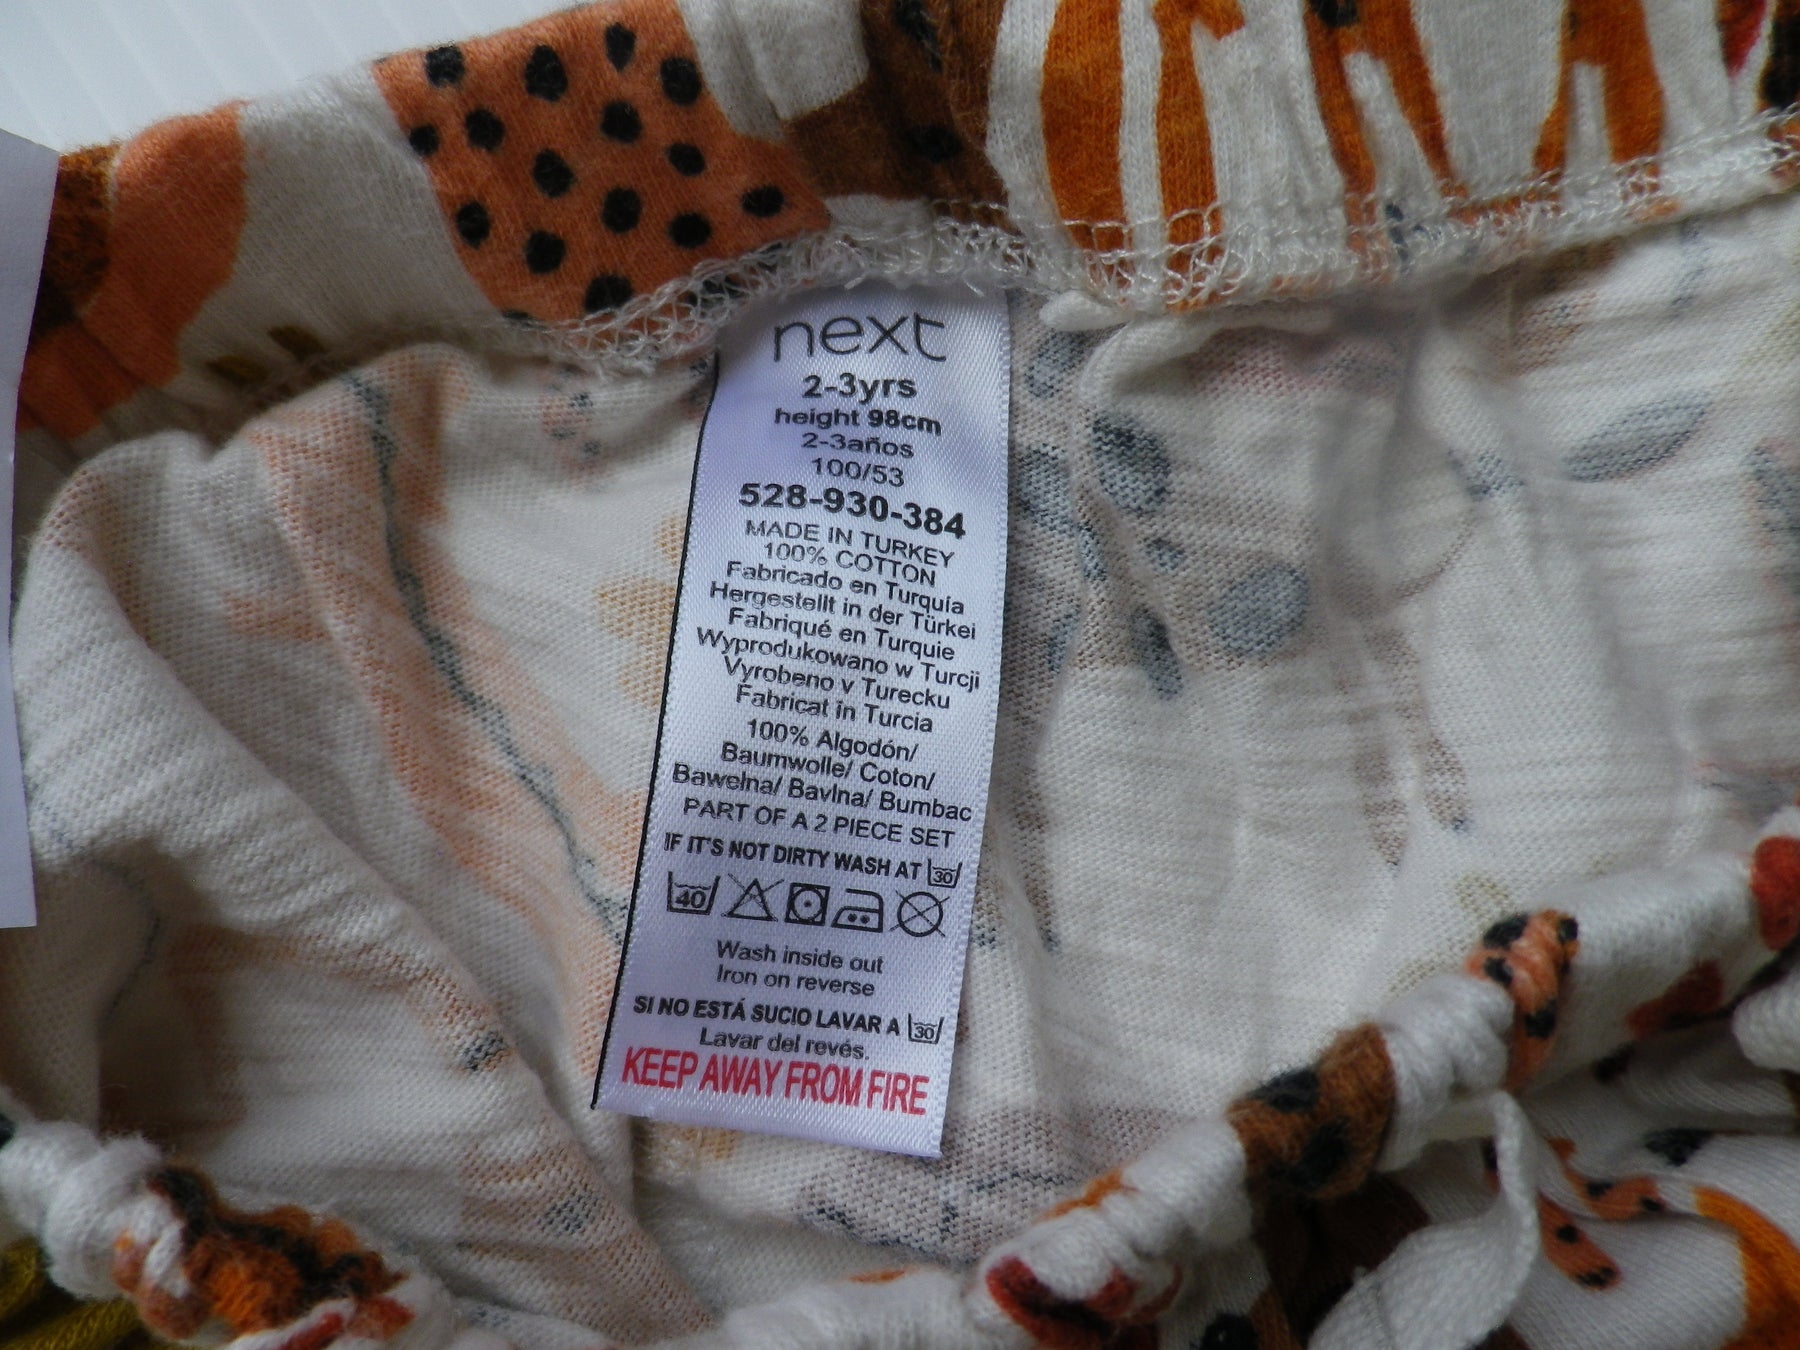 next
2-3yrs
height 98cm
2-3años
100/53
528-930-384
MADE IN TURKEY
100% COTTON
Fabricado en Turquía
Hergestellt in der Türkei
Fabriqué en Turquie
Wyprodukowano w Turcji
Vyrobeno v Turecku
Fabricat în Turcia
100% Algodón/
Baumwolle/ Coton/
Bawełna/ Bavlna/ Bumbac
PART OF A 2 PIECE SET
IF IT'S NOT DIRTY WASH AT 30
40
Wash inside out
Iron on reverse
SI NO ESTÁ SUCIO LAVAR A 30
Lavar del revés.
KEEP AWAY FROM FIRE